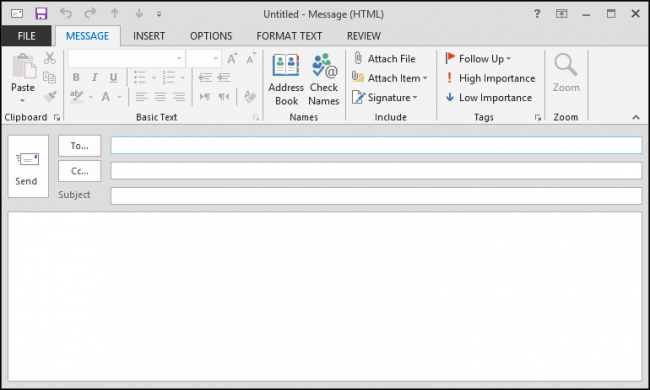 Untitled - Message (HTML)
?
FILE MESSAGE INSERT OPTIONS FORMAT TEXT REVIEW
Paste
B I U
A A
ab A
Address Book
Check Names
Attach File
Attach Item
Signature
Follow Up
High Importance
Low Importance
Zoom
Clipboard Basic Text Names Include Tags Zoom
Send
To...
Cc...
Subject